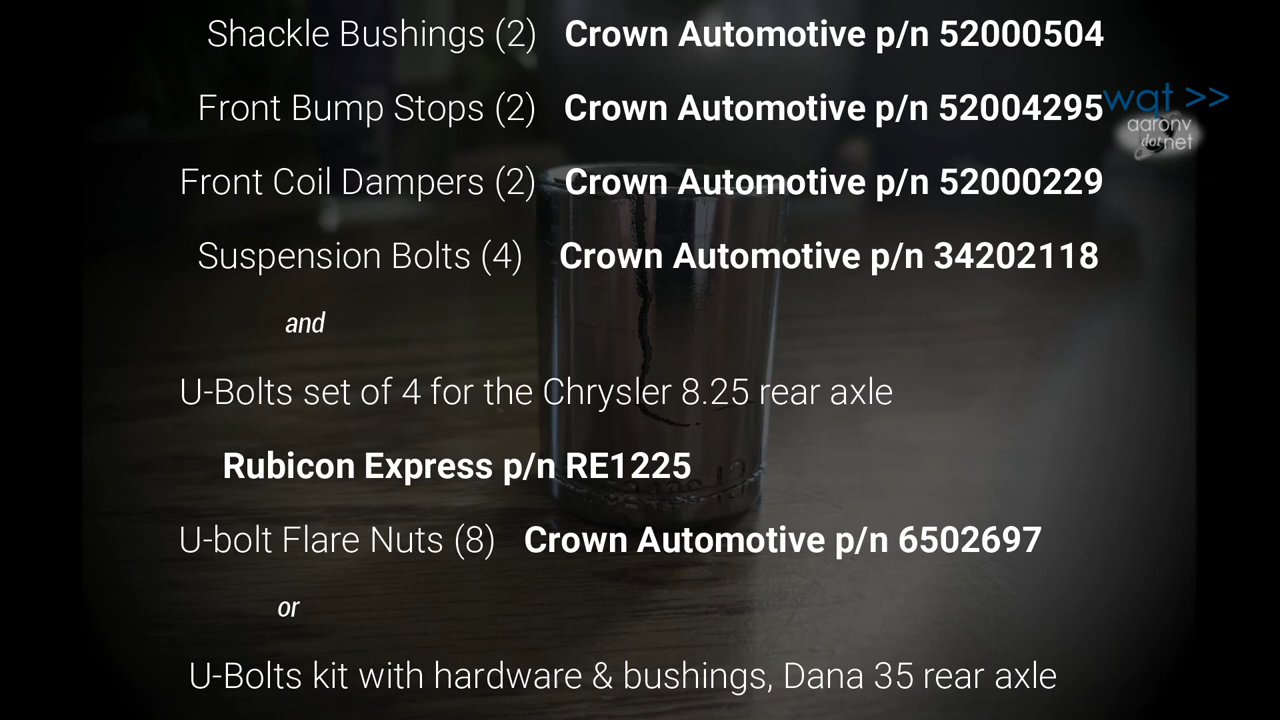 Shackle Bushings (2) Crown Automotive p/n 52000504
Front Bump Stops (2) Crown Automotive p/n 52004295
wqt >>
aaronv
dotnet
Front Coil Dampers (2) Crown Automotive p/n 52000229
Suspension Bolts (4) Crown Automotive p/n 34202118
and
U-Bolts set of 4 for the Chrysler 8.25 rear axle
Rubicon Express p/n RE1225
U-bolt Flare Nuts (8) Crown Automotive p/n 6502697
or
U-Bolts kit with hardware & bushings, Dana 35 rear axle